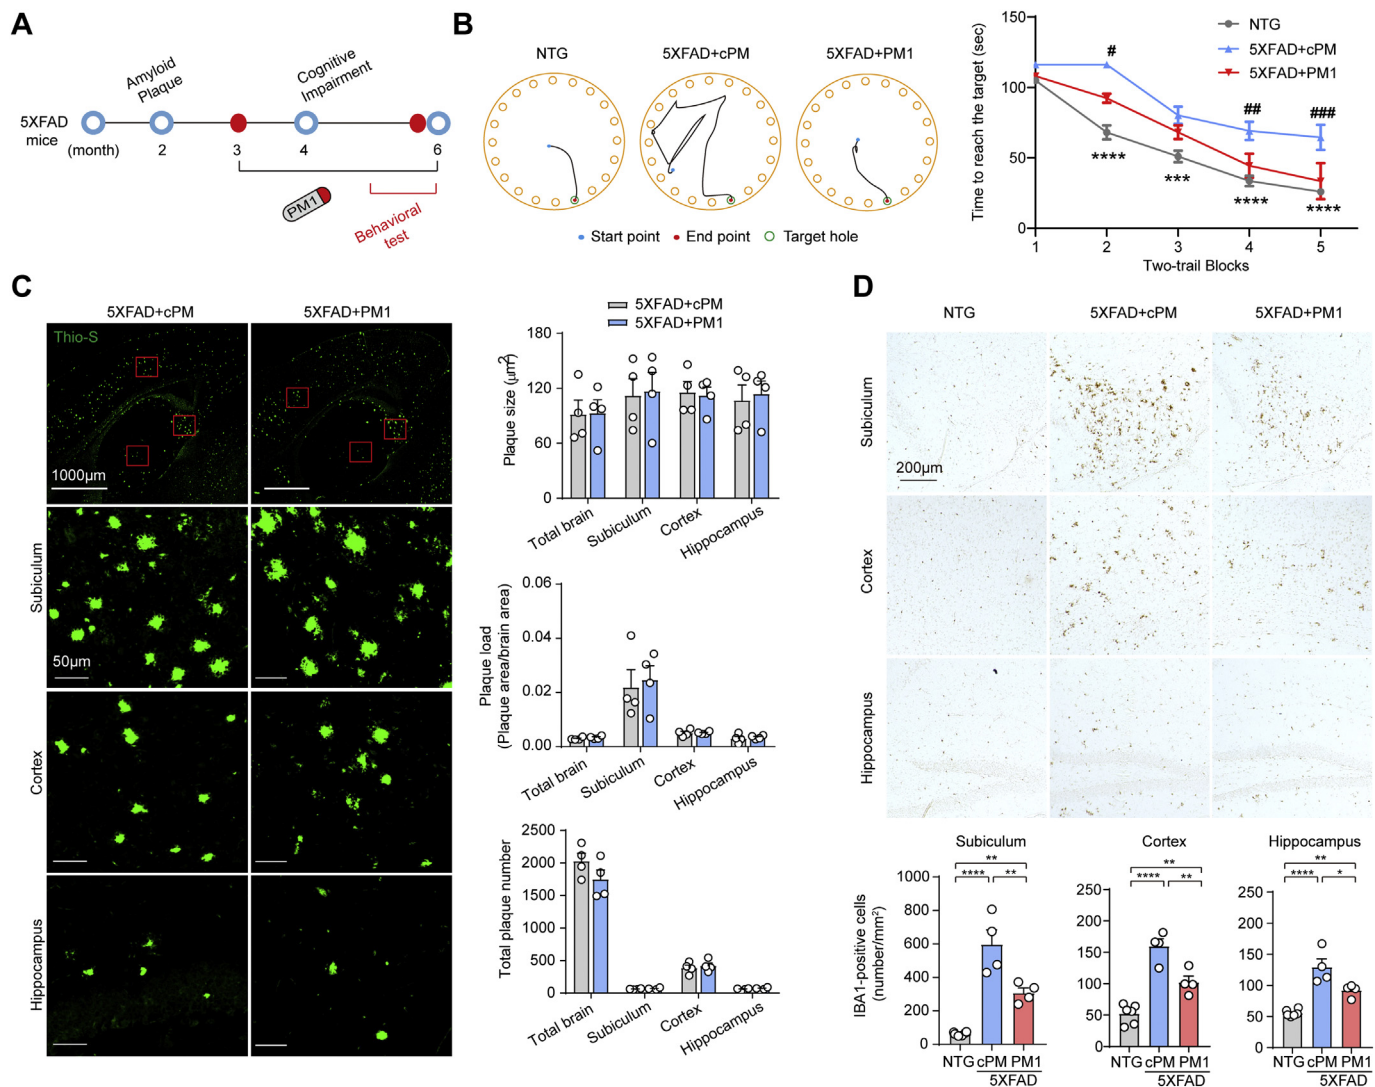 A
Amyloid
Plaque
Cognitive
Impairment
5XFAD
mice
(month)
2
3
4
6
PM1
Behavioral
test
B
NTG
5XFAD+cPM
5XFAD+PM1
Start point
End point
Target hole
Time to reach the target (sec)
150
100
50
0
1
2
3
4
5
Two-trail Blocks
NTG
5XFAD+cPM
5XFAD+PM1
#
##
###
****
***
****
****
C
5XFAD+cPM
5XFAD+PM1
Thio-S
1000μm
Subiculum
50μm
Cortex
Hippocampus
5XFAD+cPM
5XFAD+PM1
Plaque size (μm²)
180
120
60
0
Total brain
Subiculum
Cortex
Hippocampus
Plaque load
(Plaque area/brain area)
0.06
0.04
0.02
0.00
Total brain
Subiculum
Cortex
Hippocampus
Total plaque number
2500
2000
1500
1000
500
0
Total brain
Subiculum
Cortex
Hippocampus
D
NTG
5XFAD+cPM
5XFAD+PM1
Subiculum
200μm
Cortex
Hippocampus
IBA1-positive cells
(number/mm²)
Subiculum
**
**** **
1000
800
600
400
200
0
NTG cPM PM1
5XFAD
Cortex
**
**** **
250
200
150
100
50
0
NTG cPM PM1
5XFAD
Hippocampus
**
**** *
250
200
150
100
50
0
NTG cPM PM1
5XFAD